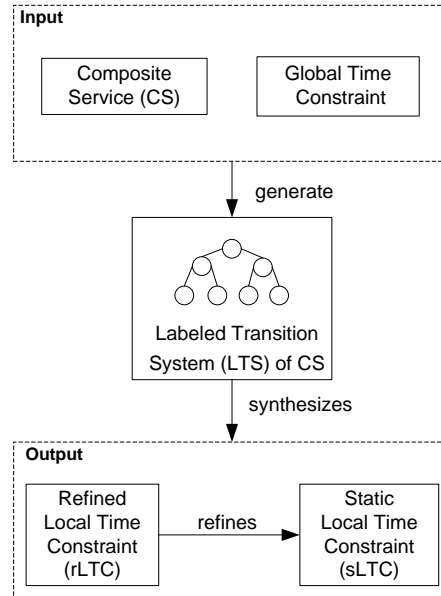 Input
Composite
Service (CS)
Global Time
Constraint
generate
Labeled Transition
System (LTS) of CS
synthesizes
Output
Refined
Local Time
Constraint
(rLTC)
refines
Static
Local Time
Constraint
(sLTC)